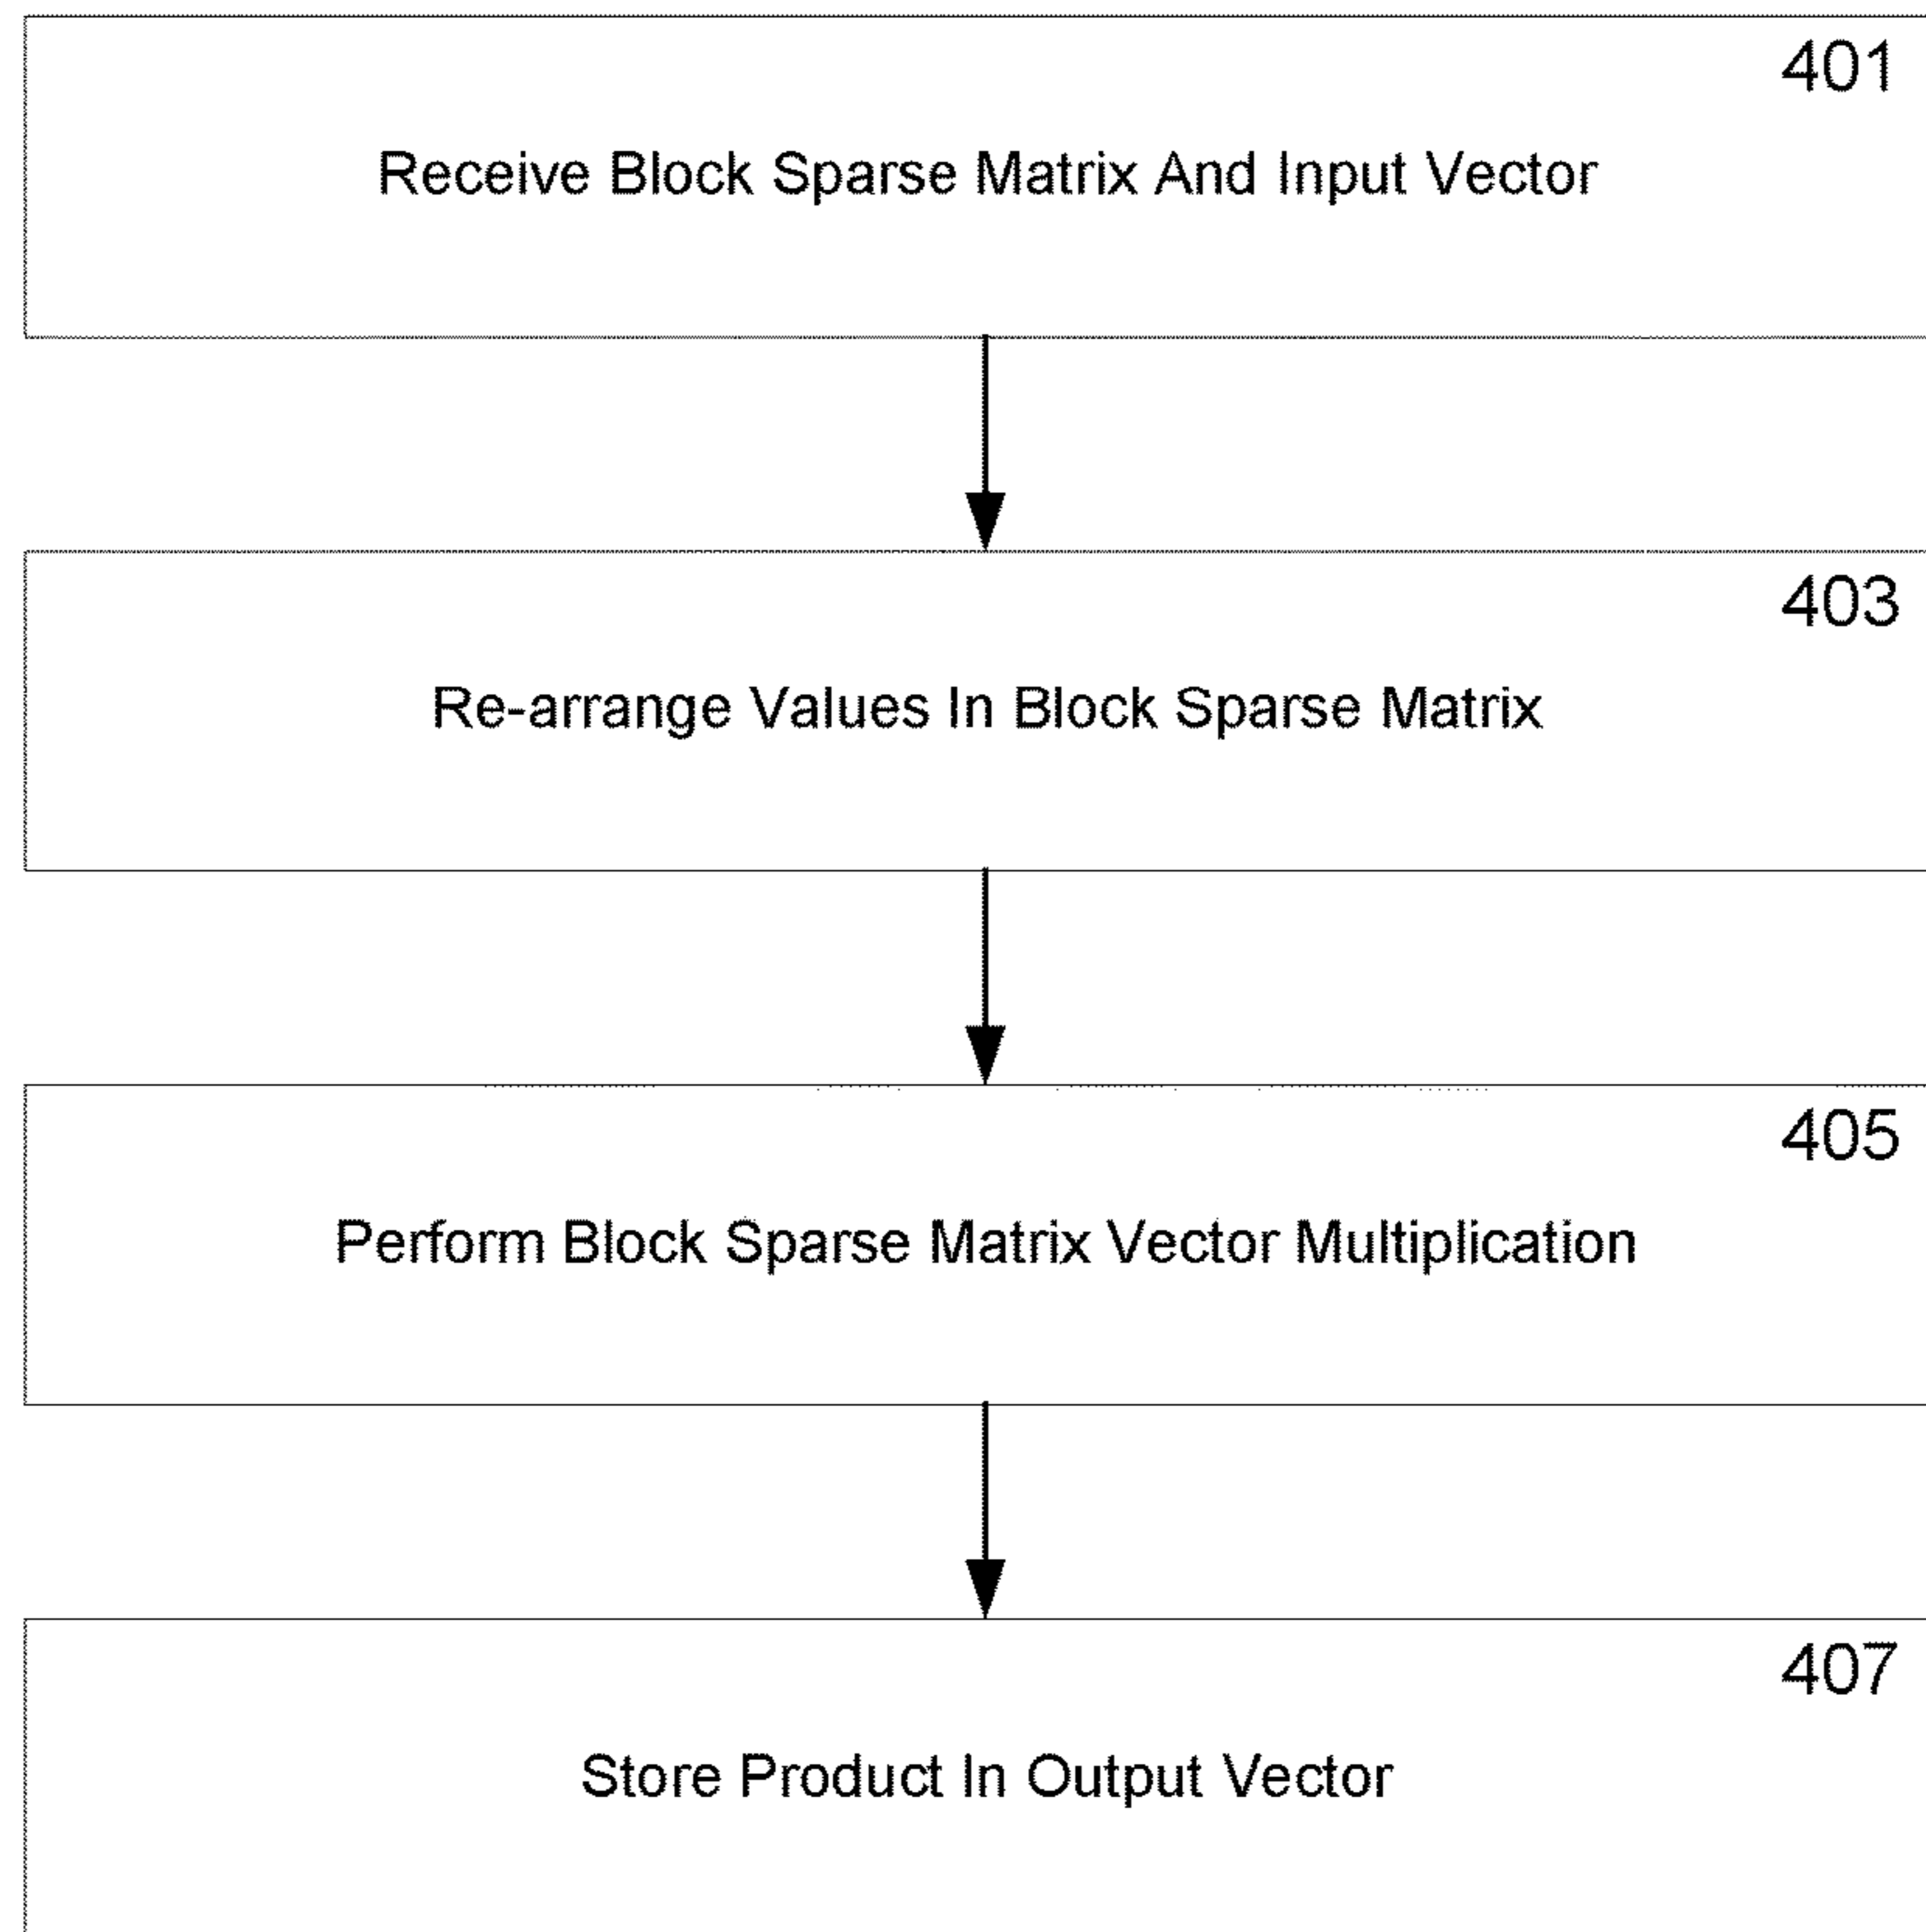 401
Receive Block Sparse Matrix And Input Vector
403
Re-arrange Values In Block Sparse Matrix
405
Perform Block Sparse Matrix Vector Multiplication
407
Store Product In Output Vector